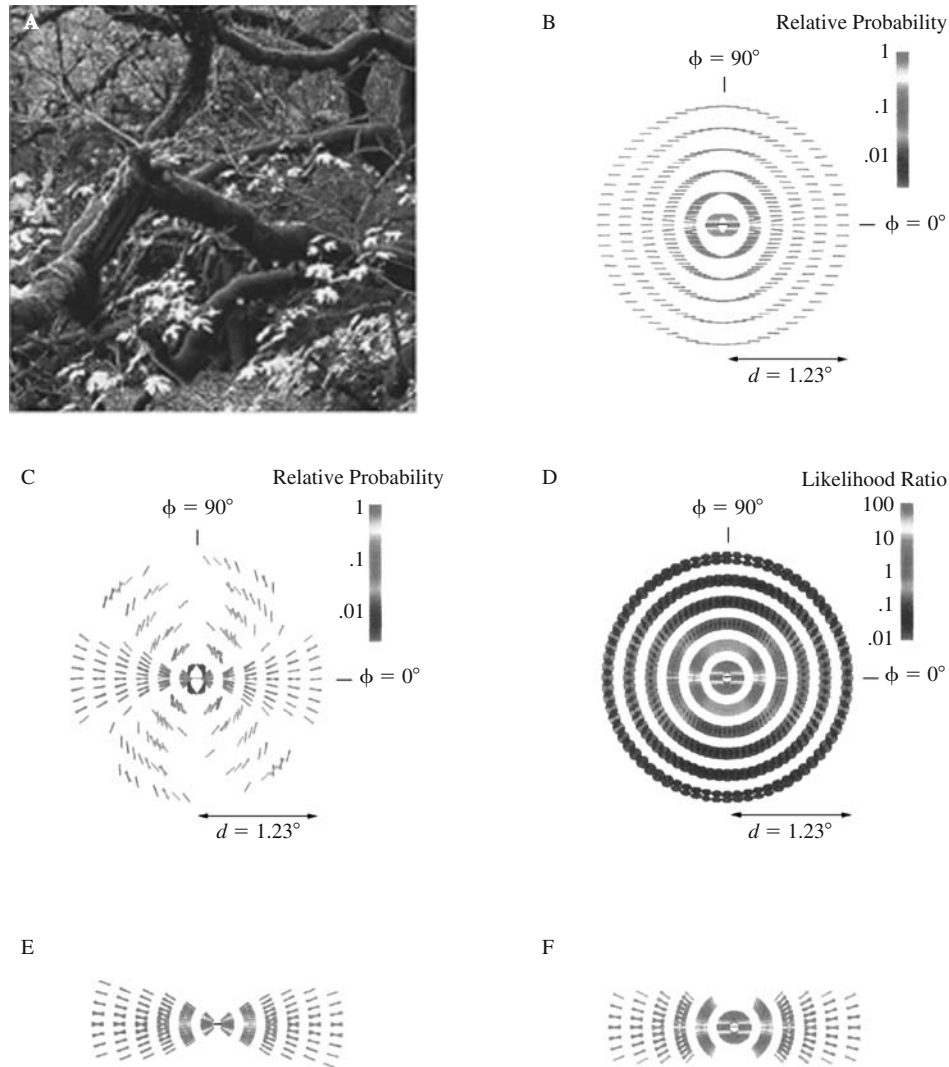 A
B
Relative Probability
1
.1
.01
ϕ = 90°
ϕ = 0°
d = 1.23°
C
Relative Probability
1
.1
.01
ϕ = 90°
ϕ = 0°
d = 1.23°
D
Likelihood Ratio
100
10
1
.1
.01
ϕ = 90°
ϕ = 0°
d = 1.23°
E
F